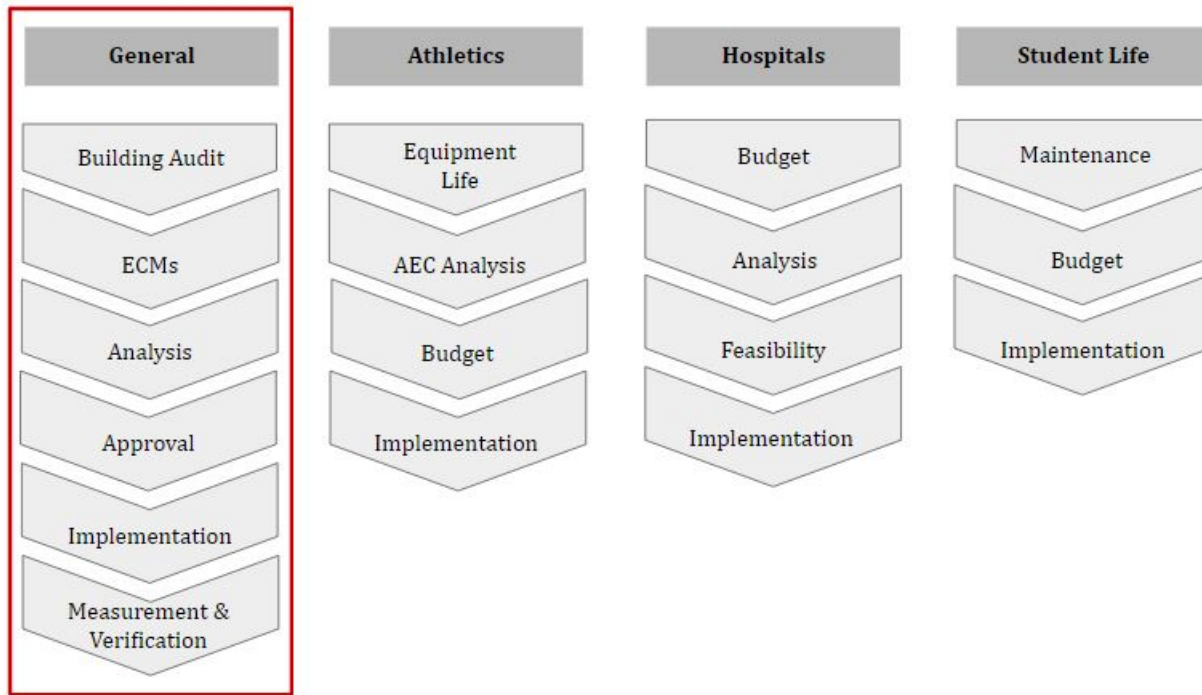 General
Building Audit
ECMs
Analysis
Approval
Implementation
Measurement &
Verification
Athletics
Equipment
Life
AEC Analysis
Budget
Implementation
Hospitals
Budget
Analysis
Feasibility
Implementation
Student Life
Maintenance
Budget
Implementation